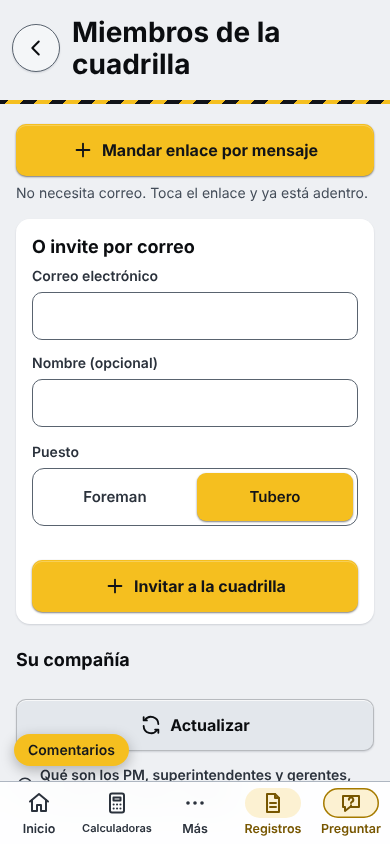 Miembros de la
cuadrilla
Mandar enlace por mensaje
No necesita correo. Toca el enlace y ya está adentro.
O invite por correo
Correo electrónico
Nombre (opcional)
Puesto
Foreman
Tubero
Invitar a la cuadrilla
Su compañía
Actualizar
Comentarios
Qué son los PM, superintendentes y gerentes,
Inicio
Calculadoras
Más
Registros
Preguntar